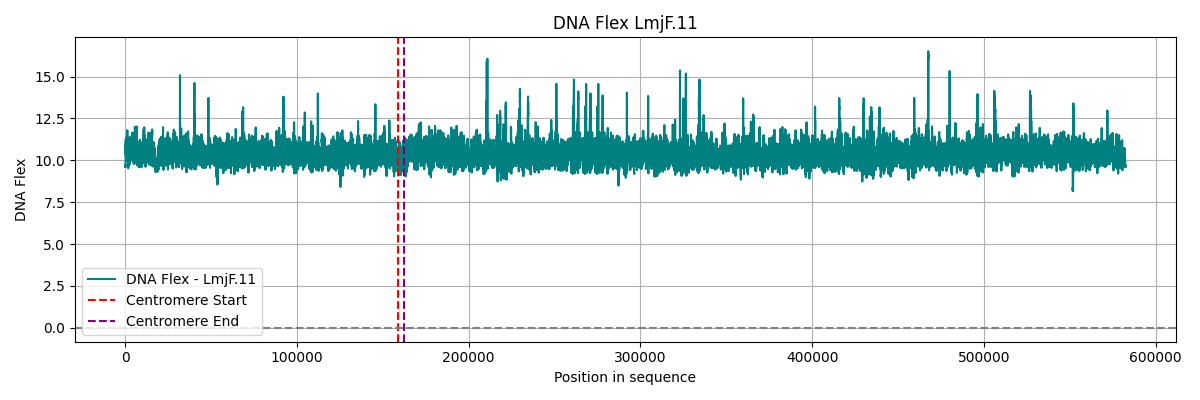 DNA Flex LmjF.11
15.0
12.5
10.0
7.5
5.0
2.5
0.0
DNA Flex
DNA Flex - LmjF.11
Centromere Start
Centromere End
0 100000 200000 300000 400000 500000 600000
Position in sequence